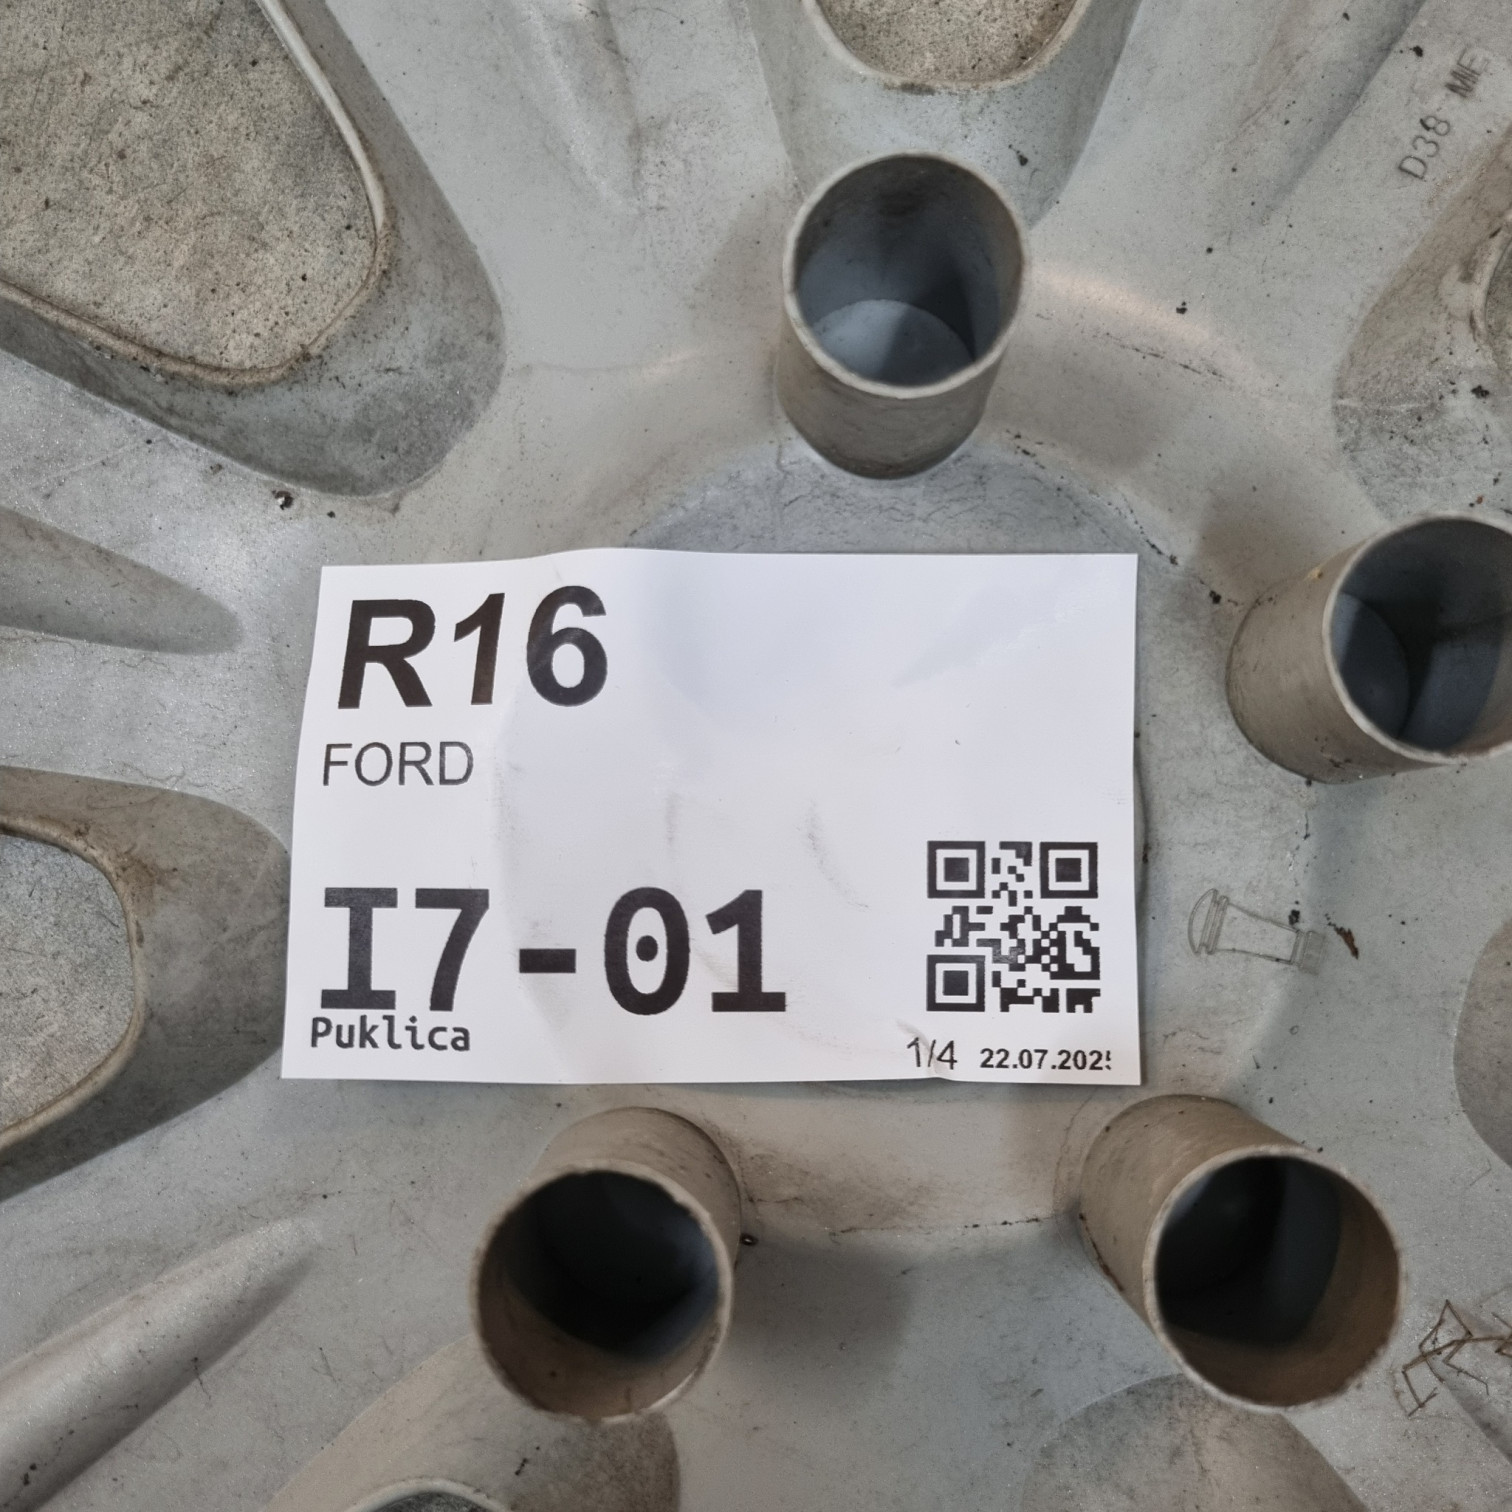 D38 ME
R16
FORD
I7-01
Puklica
1/4 22.07.2025